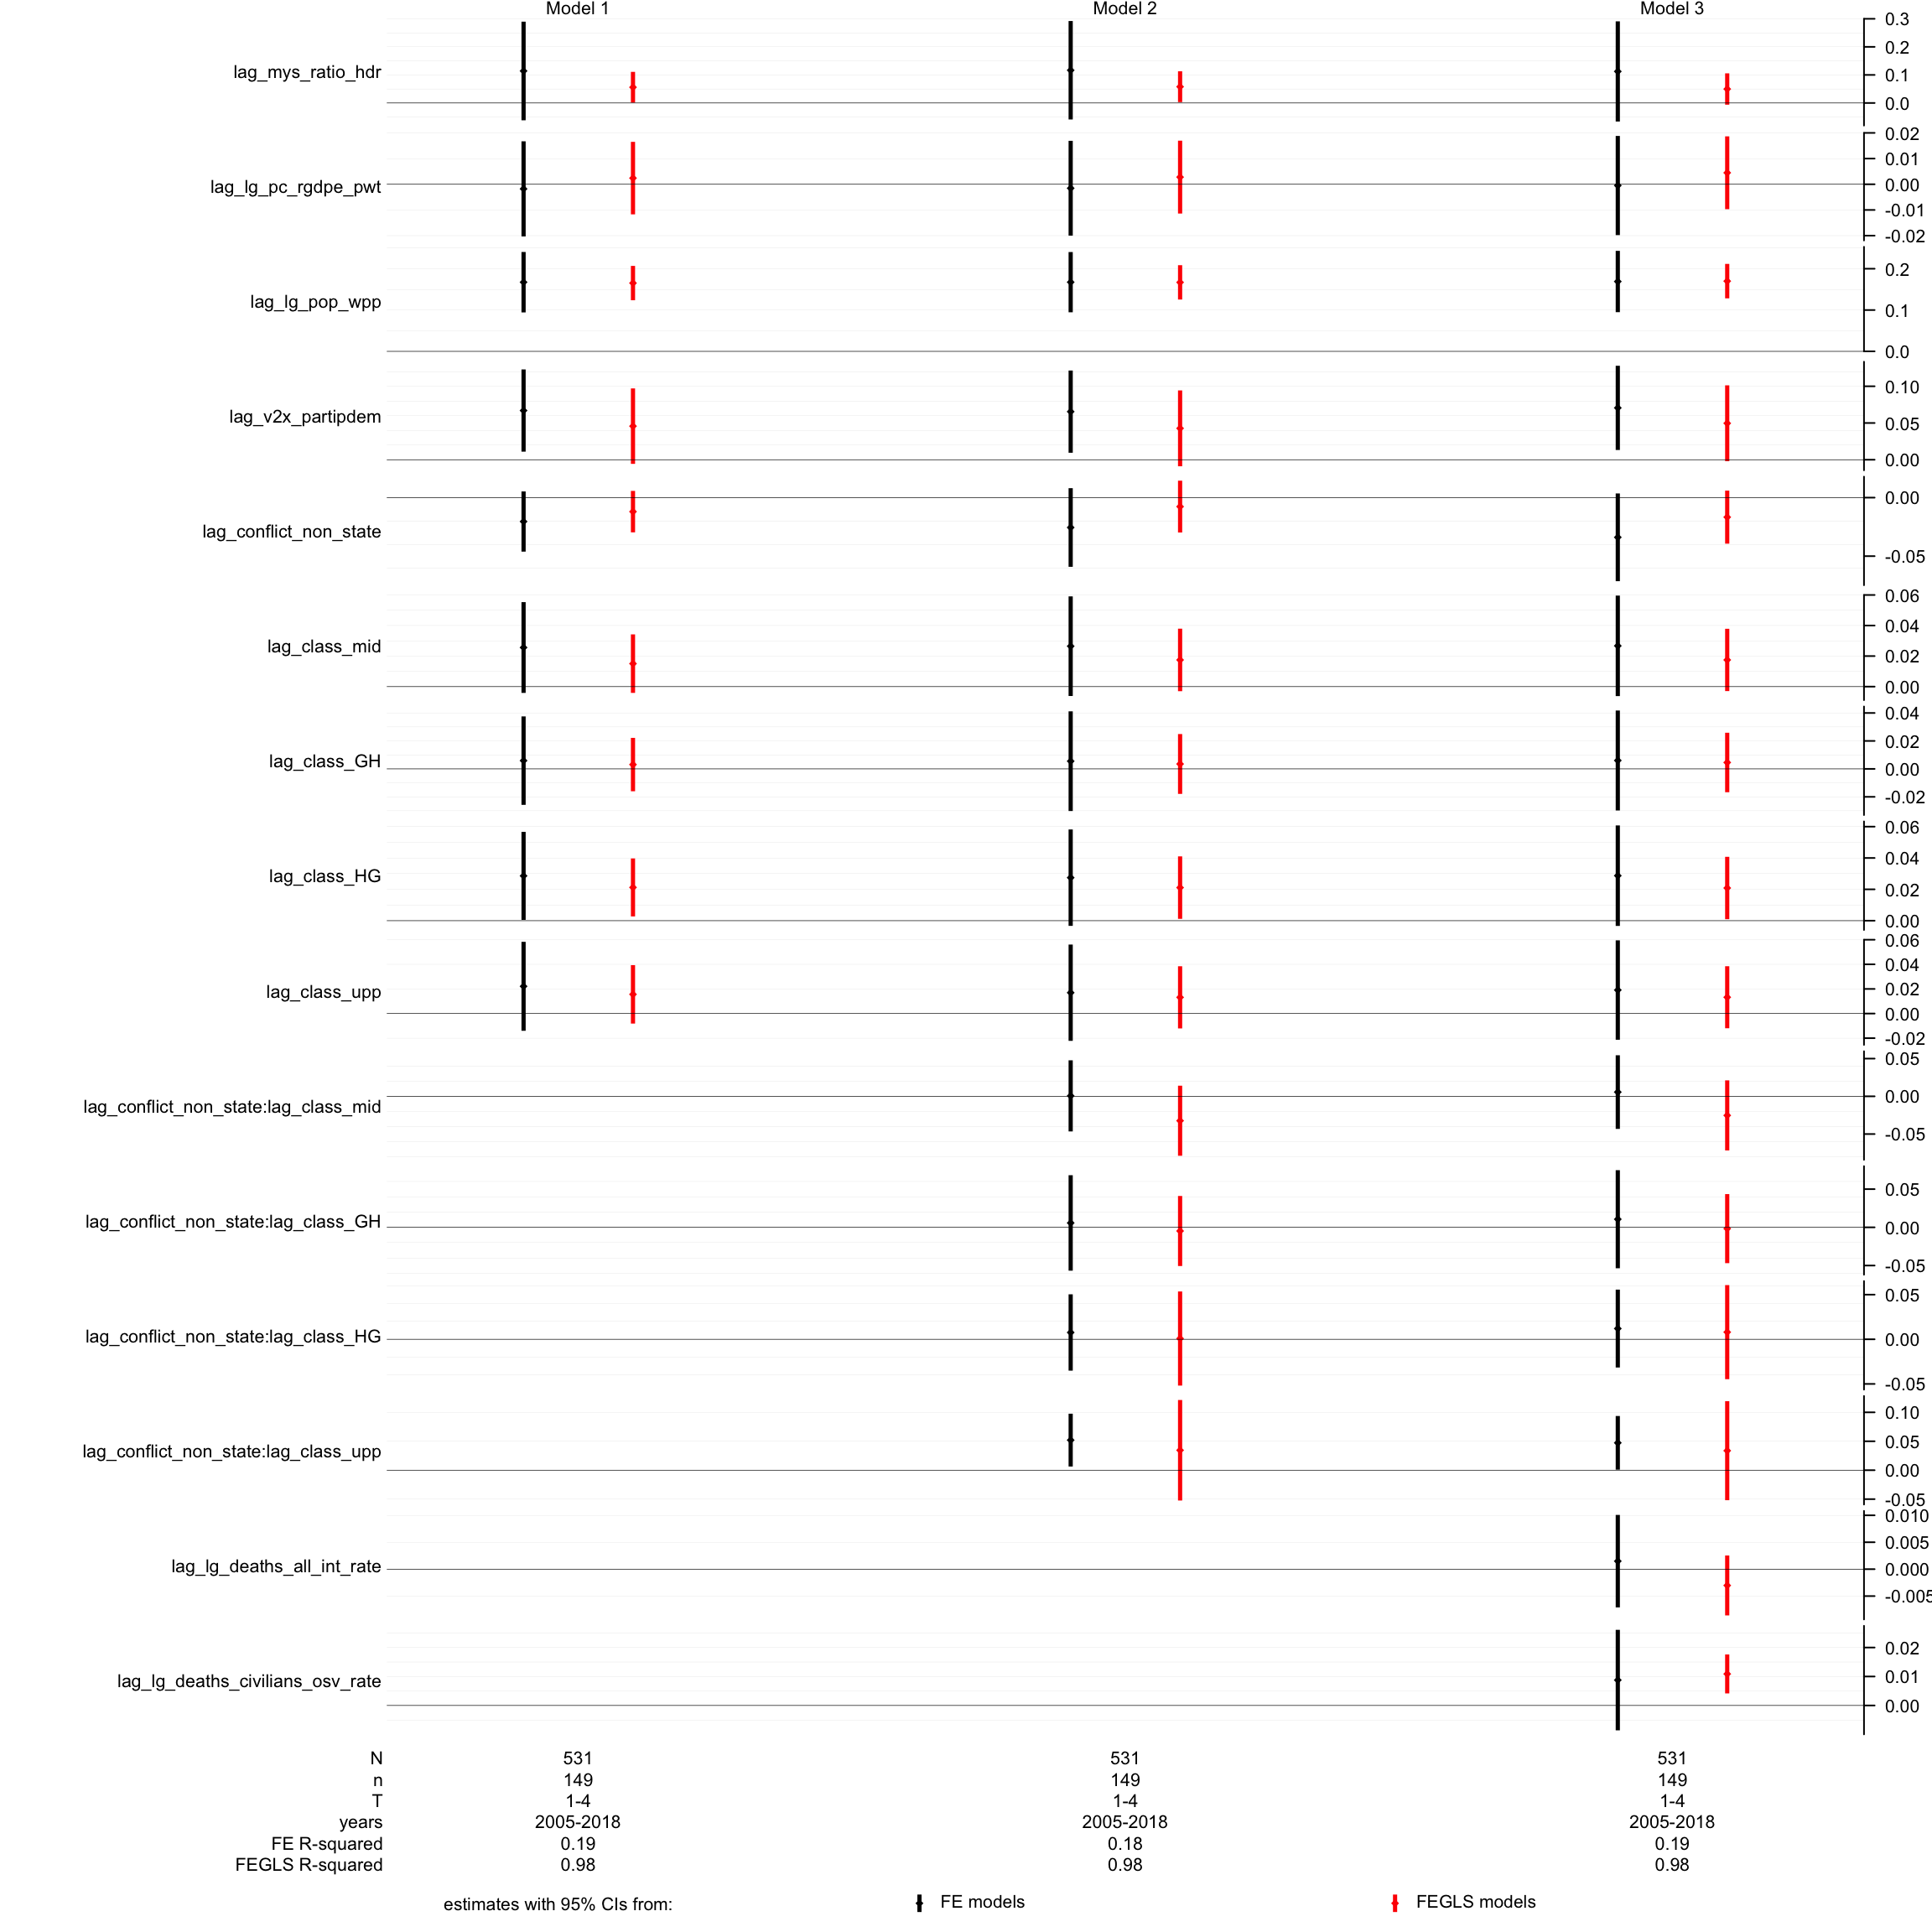 Model 1 Model 2 Model 3
lag_mys_ratio_hdr
0.3
0.2
0.1
0.0
lag_lg_pc_rgdpe_pwt
0.02
0.01
0.00
-0.01
-0.02
lag_lg_pop_wpp
0.2
0.1
0.0
lag_v2x_partipdem
0.10
0.05
0.00
lag_conflict_non_state
0.00
-0.05
lag_class_mid
0.06
0.04
0.02
0.00
lag_class_GH
0.04
0.02
0.00
-0.02
lag_class_HG
0.06
0.04
0.02
0.00
lag_class_upp
0.06
0.04
0.02
0.00
-0.02
lag_conflict_non_state:lag_class_mid
0.05
0.00
-0.05
lag_conflict_non_state:lag_class_GH
0.05
0.00
-0.05
lag_conflict_non_state:lag_class_HG
0.05
0.00
-0.05
lag_conflict_non_state:lag_class_upp
0.10
0.05
0.00
-0.05
lag_lg_deaths_all_int_rate
0.010
0.005
0.000
-0.005
lag_lg_deaths_civilians_osv_rate
0.02
0.01
0.00
N 531 531 531
n 149 149 149
T 1-4 1-4 1-4
years 2005-2018 2005-2018 2005-2018
FE R-squared 0.19 0.18 0.19
FEGLS R-squared 0.98 0.98 0.98
estimates with 95% CIs from: FE models FEGLS models